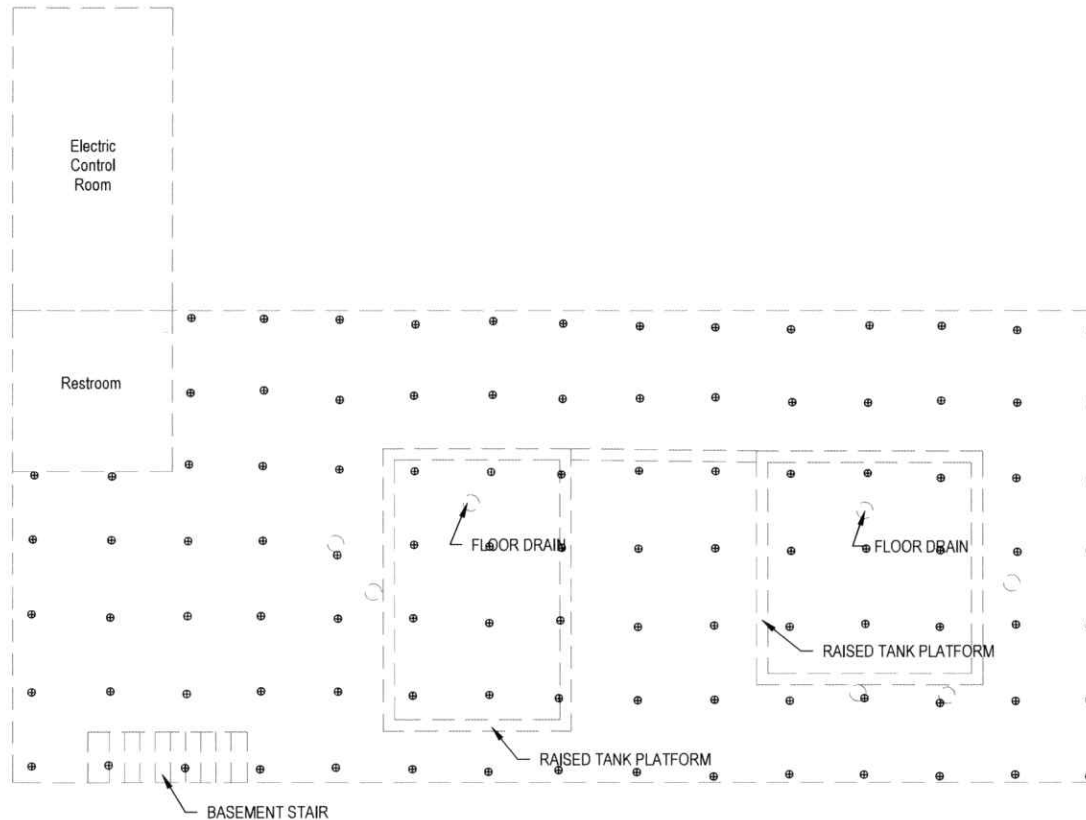 Electric
Control
Room
Restroom
FLOOR DRAIN
FLOOR DRAIN
RAISED TANK PLATFORM
RAISED TANK PLATFORM
BASEMENT STAIR